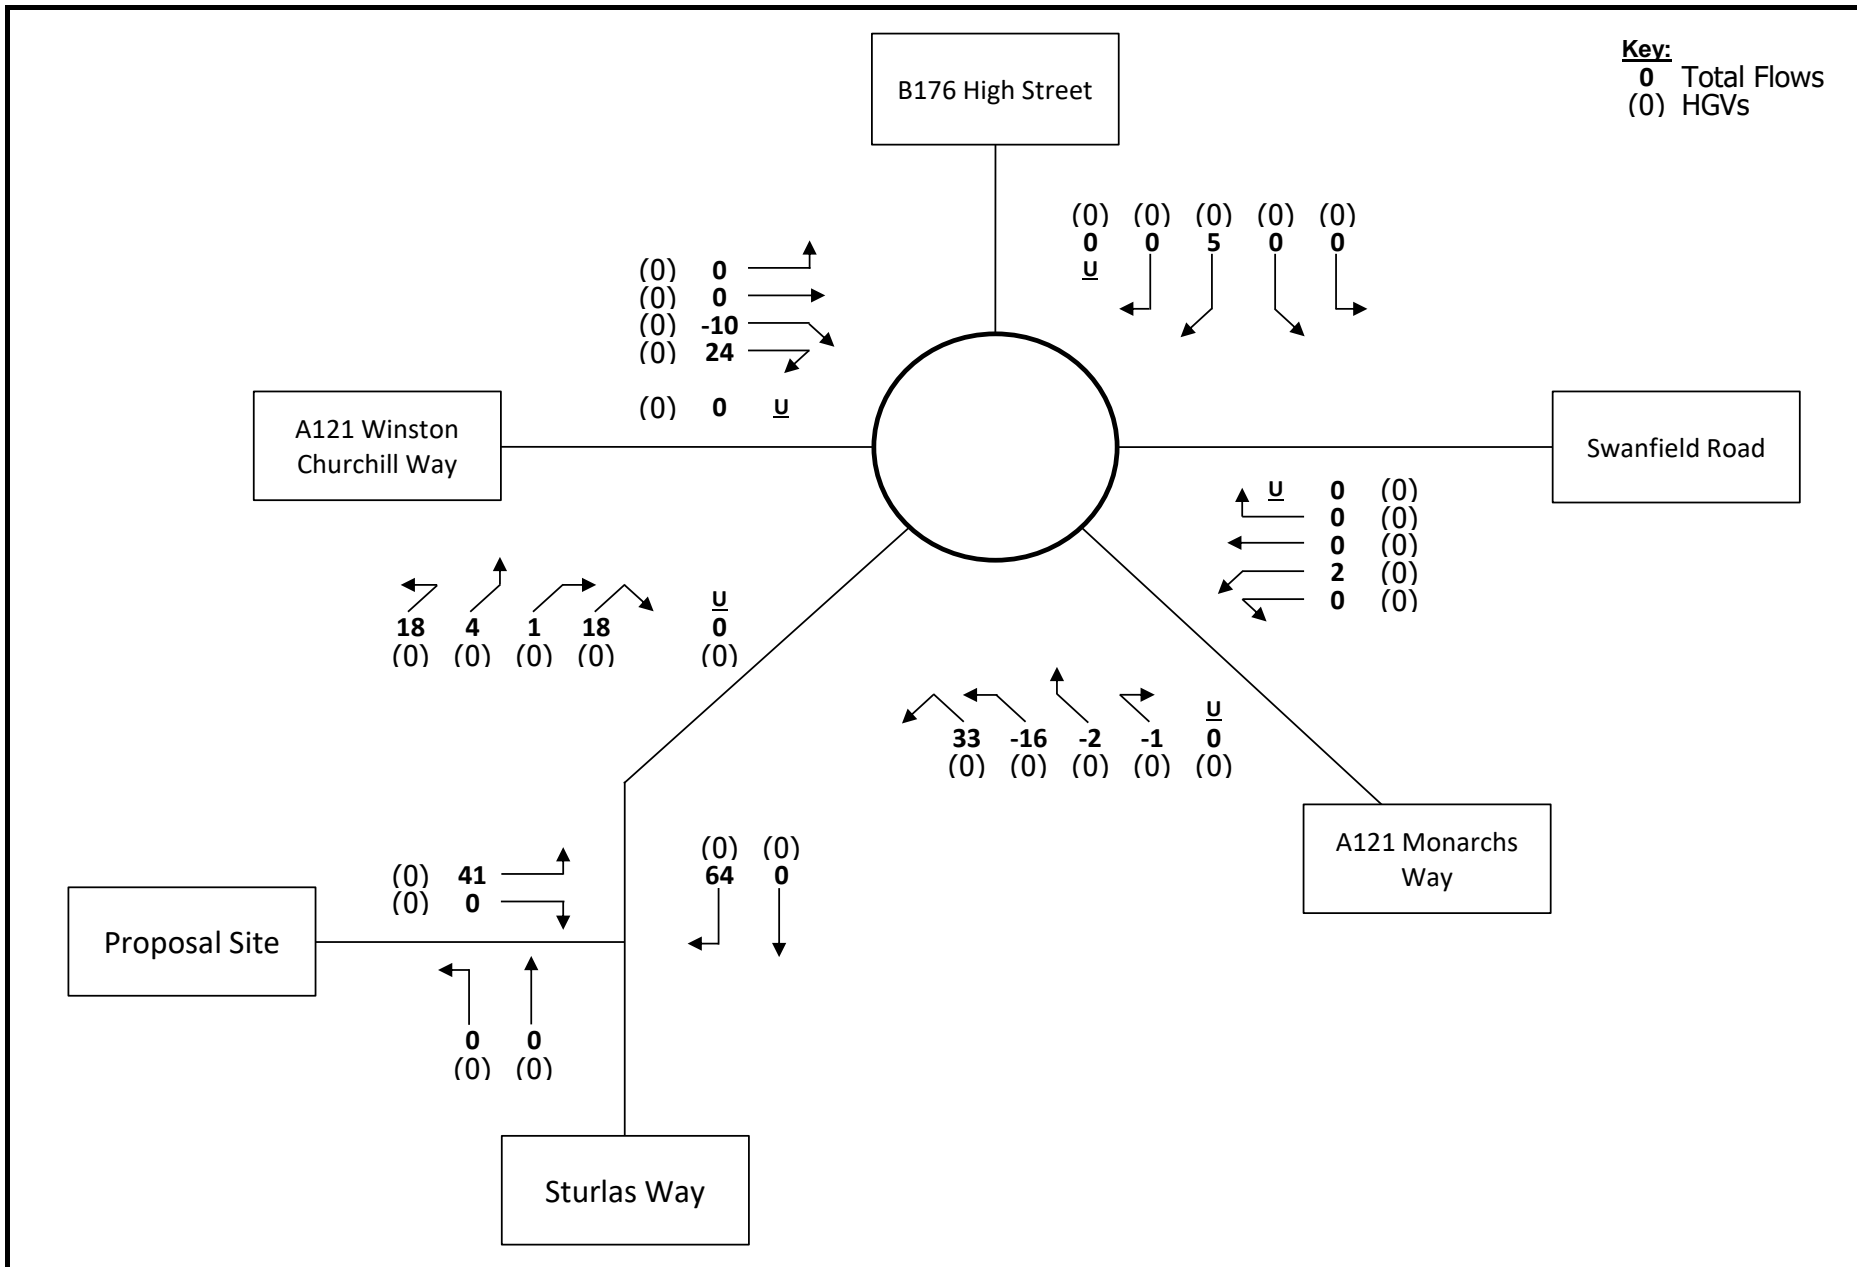 Key:
0 Total Flows
(0) HGVs
B176 High Street
(0) (0) (0) (0) (0)
0 0 5 0 0
U
(0) 0
(0) 0
(0) -10
(0) 24
(0) 0 U
A121 Winston
Churchill Way
Swanfield Road
U 0 (0)
0 (0)
0 (0)
2 (0)
0 (0)
U
18 4 1 18 0
(0) (0) (0) (0) (0)
U
33 -16 -2 -1 0
(0) (0) (0) (0) (0)
A121 Monarchs
Way
(0) (0)
64 0
(0) 41
(0) 0
Proposal Site
0 0
(0) (0)
Sturlas Way